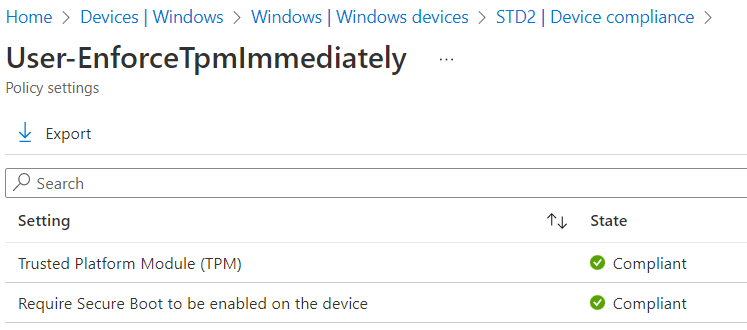 Home > Devices | Windows > Windows | Windows devices > STD2 | Device compliance >
User-EnforceTpmImmediately ...
Policy settings
Export
Search
Setting State
Trusted Platform Module (TPM) Compliant
Require Secure Boot to be enabled on the device Compliant